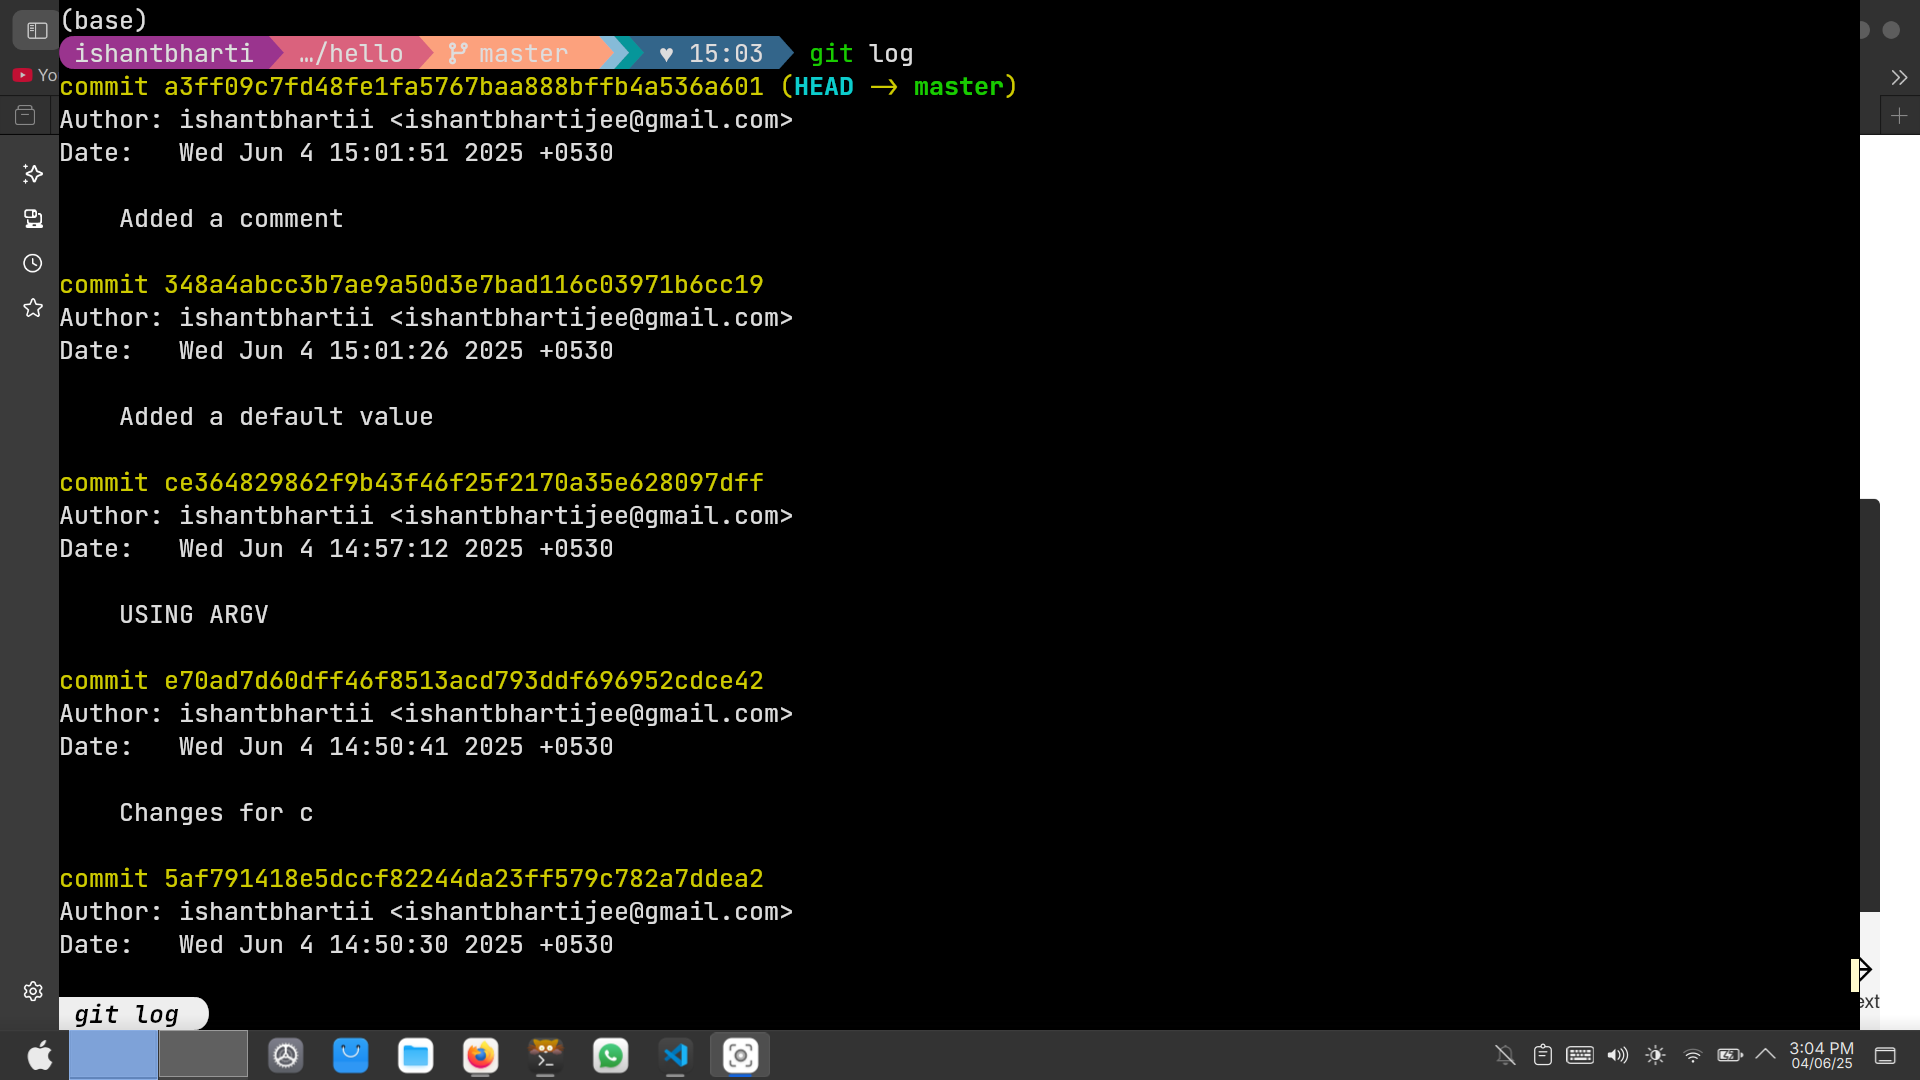 (base)
ishantbharti …/hello master ♥ 15:03 git log
Yo
commit a3ff09c7fd48fe1fa5767baa888bffb4a536a601 (HEAD -> master)
Author: ishantbhartii <ishantbhartijee@gmail.com>
Date:   Wed Jun 4 15:01:51 2025 +0530
Added a comment
commit 348a4abcc3b7ae9a50d3e7bad116c03971b6cc19
Author: ishantbhartii <ishantbhartijee@gmail.com>
Date:   Wed Jun 4 15:01:26 2025 +0530
Added a default value
commit ce364829862f9b43f46f25f2170a35e628097dff
Author: ishantbhartii <ishantbhartijee@gmail.com>
Date:   Wed Jun 4 14:57:12 2025 +0530
USING ARGV
commit e70ad7d60dff46f8513acd793ddf696952cdce42
Author: ishantbhartii <ishantbhartijee@gmail.com>
Date:   Wed Jun 4 14:50:41 2025 +0530
Changes for c
commit 5af791418e5dccf82244da23ff579c782a7ddea2
Author: ishantbhartii <ishantbhartijee@gmail.com>
Date:   Wed Jun 4 14:50:30 2025 +0530
ext
git log
3:04 PM
04/06/25